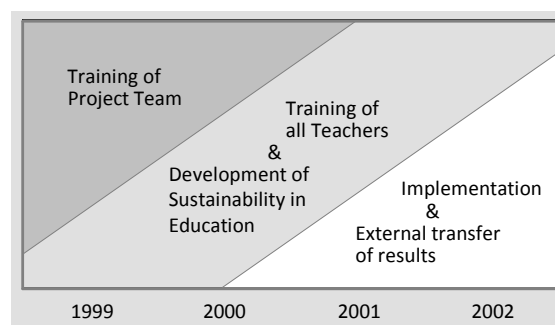 Training of
Project Team
Training of
all Teachers
&
Development of
Sustainability in
Education
Implementation
&
External transfer
of results
1999 2000 2001 2002